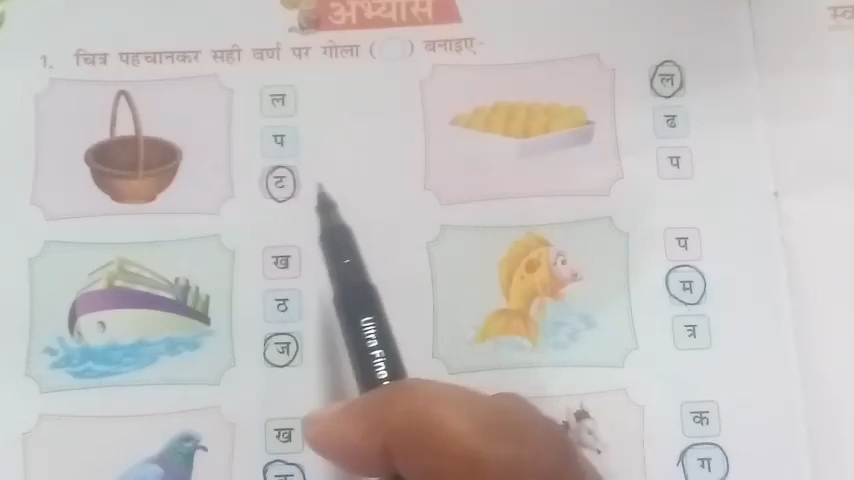 अभ्यास
1. चित्र पहचानकर सही वर्ण पर गोला ( ) बनाइए-
ल
प
ट
ल
ढ
प
ख
ठ
ज
प
म
त्र
ख
क
ग
Ultra Fine